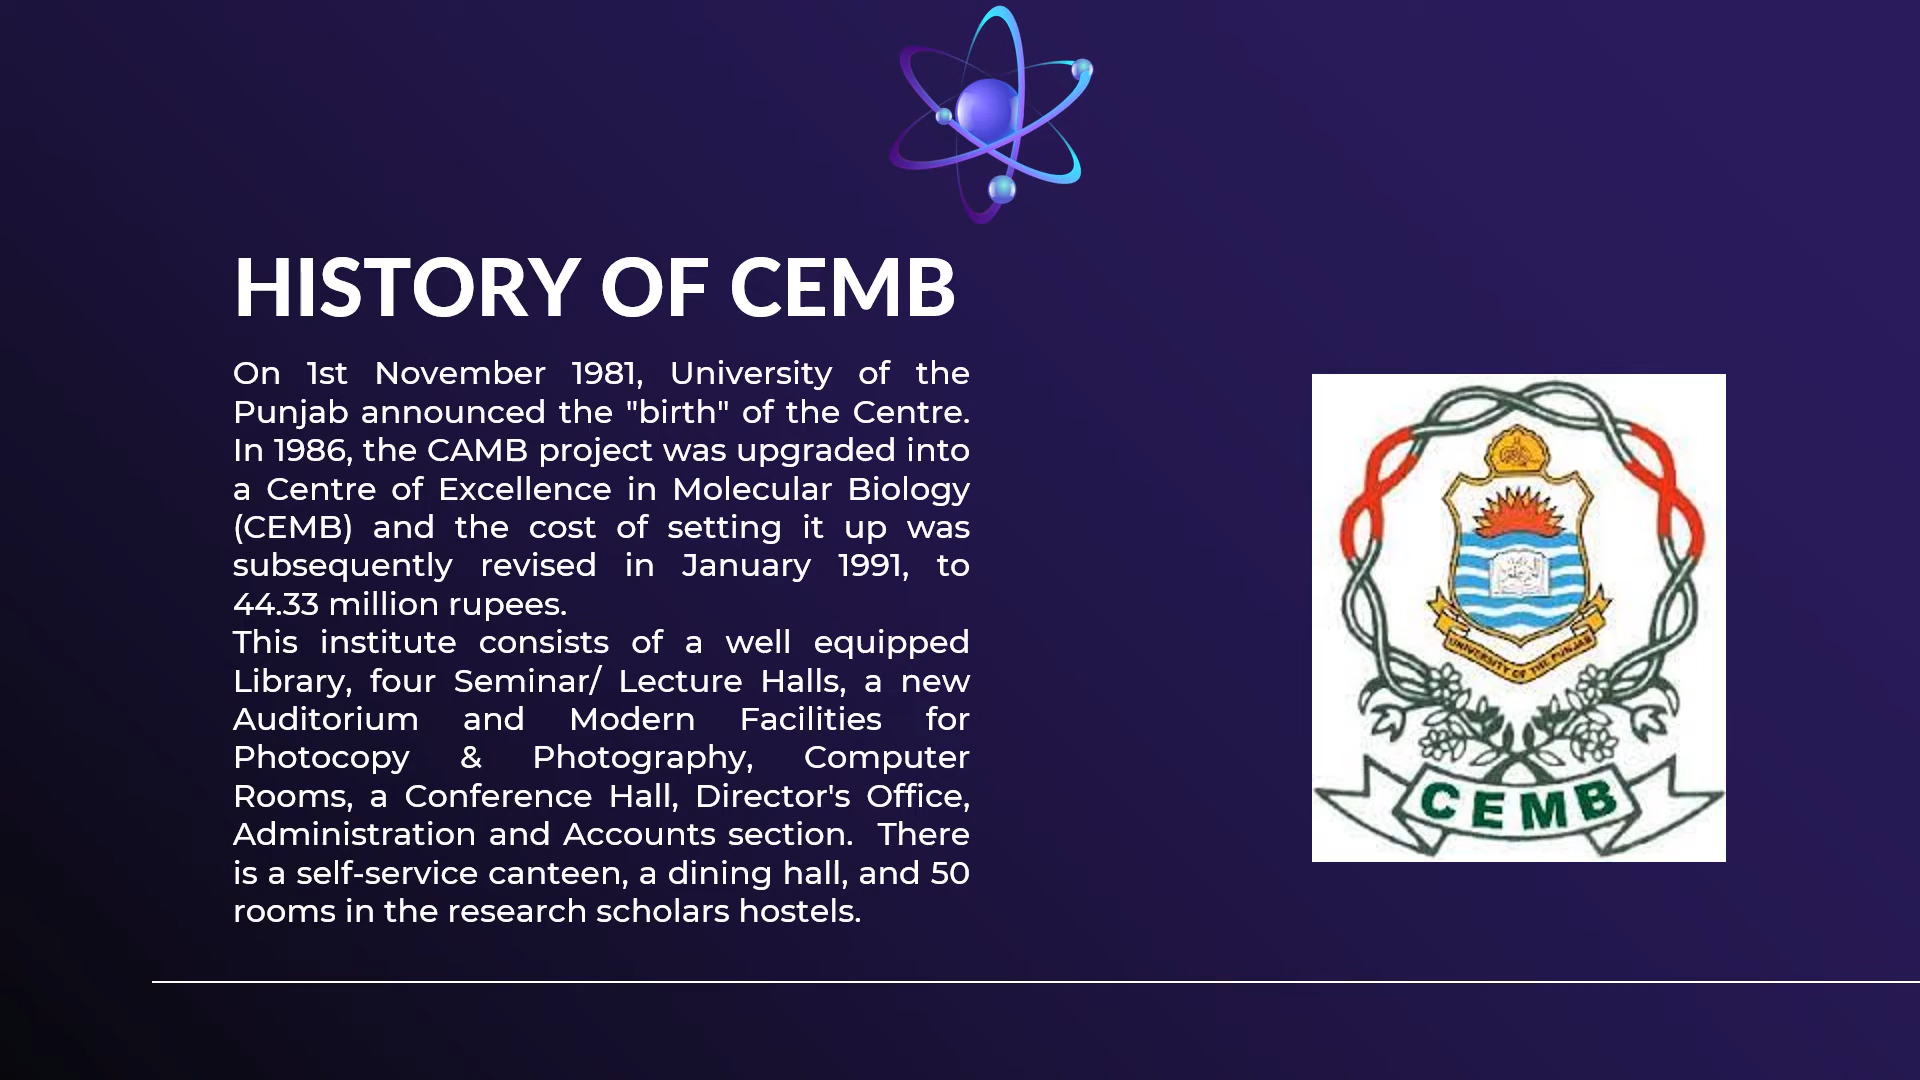 HISTORY OF CEMB
On 1st November 1981, University of the
Punjab announced the "birth" of the Centre.
In 1986, the CAMB project was upgraded into
a Centre of Excellence in Molecular Biology
(CEMB) and the cost of setting it up was
subsequently revised in January 1991, to
44.33 million rupees.
This institute consists of a well equipped
Library, four Seminar/ Lecture Halls, a new
Auditorium and Modern Facilities for
Photocopy & Photography, Computer
Rooms, a Conference Hall, Director's Office,
Administration and Accounts section.  There
is a self-service canteen, a dining hall, and 50
rooms in the research scholars hostels.
UNIVERSITY OF THE PUNJAB
CEMB